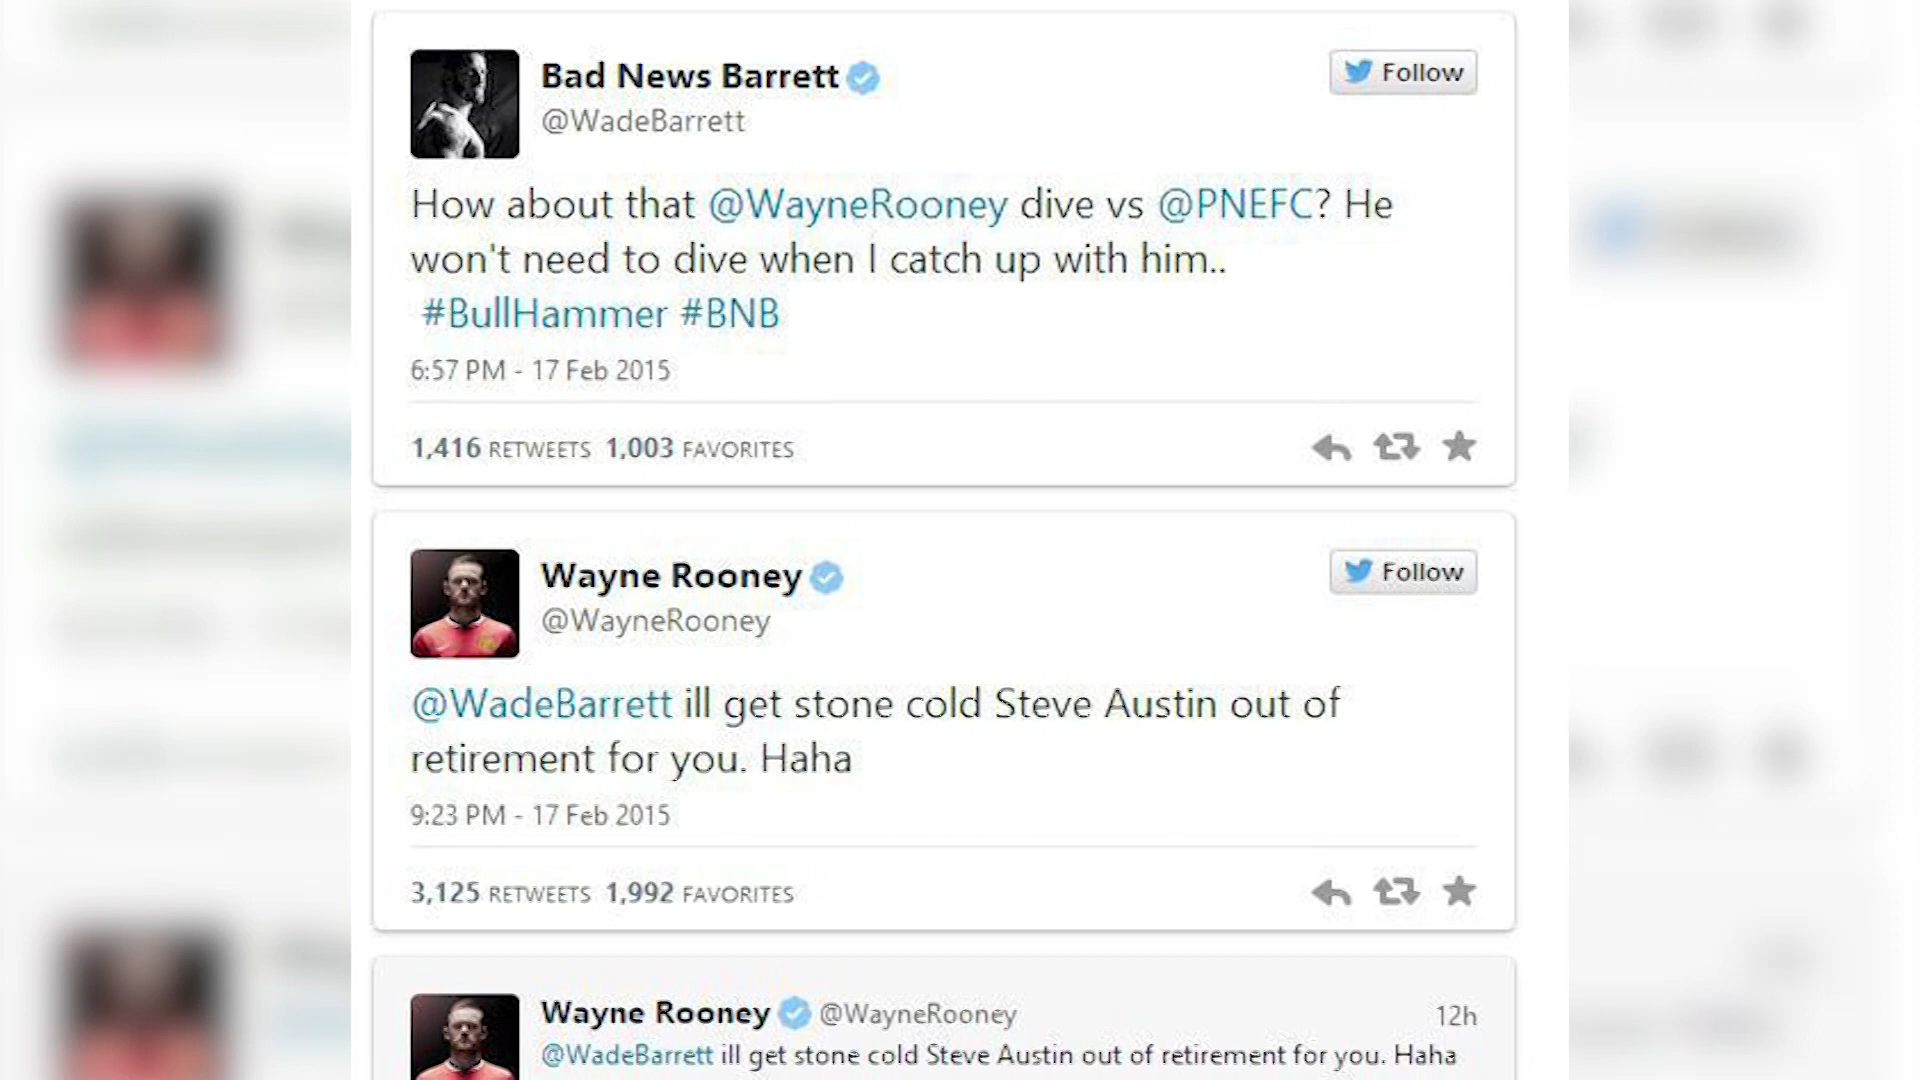 Bad News Barrett
Follow
@WadeBarrett
How about that @WayneRooney dive vs @PNEFC? He
won't need to dive when I catch up with him..
#BullHammer #BNB
6:57 PM - 17 Feb 2015
1,416 RETWEETS 1,003 FAVORITES
Wayne Rooney
Follow
@WayneRooney
@WadeBarrett ill get stone cold Steve Austin out of
retirement for you. Haha
9:23 PM - 17 Feb 2015
3,125 RETWEETS 1,992 FAVORITES
Wayne Rooney @WayneRooney 12h
@WadeBarrett ill get stone cold Steve Austin out of retirement for you. Haha